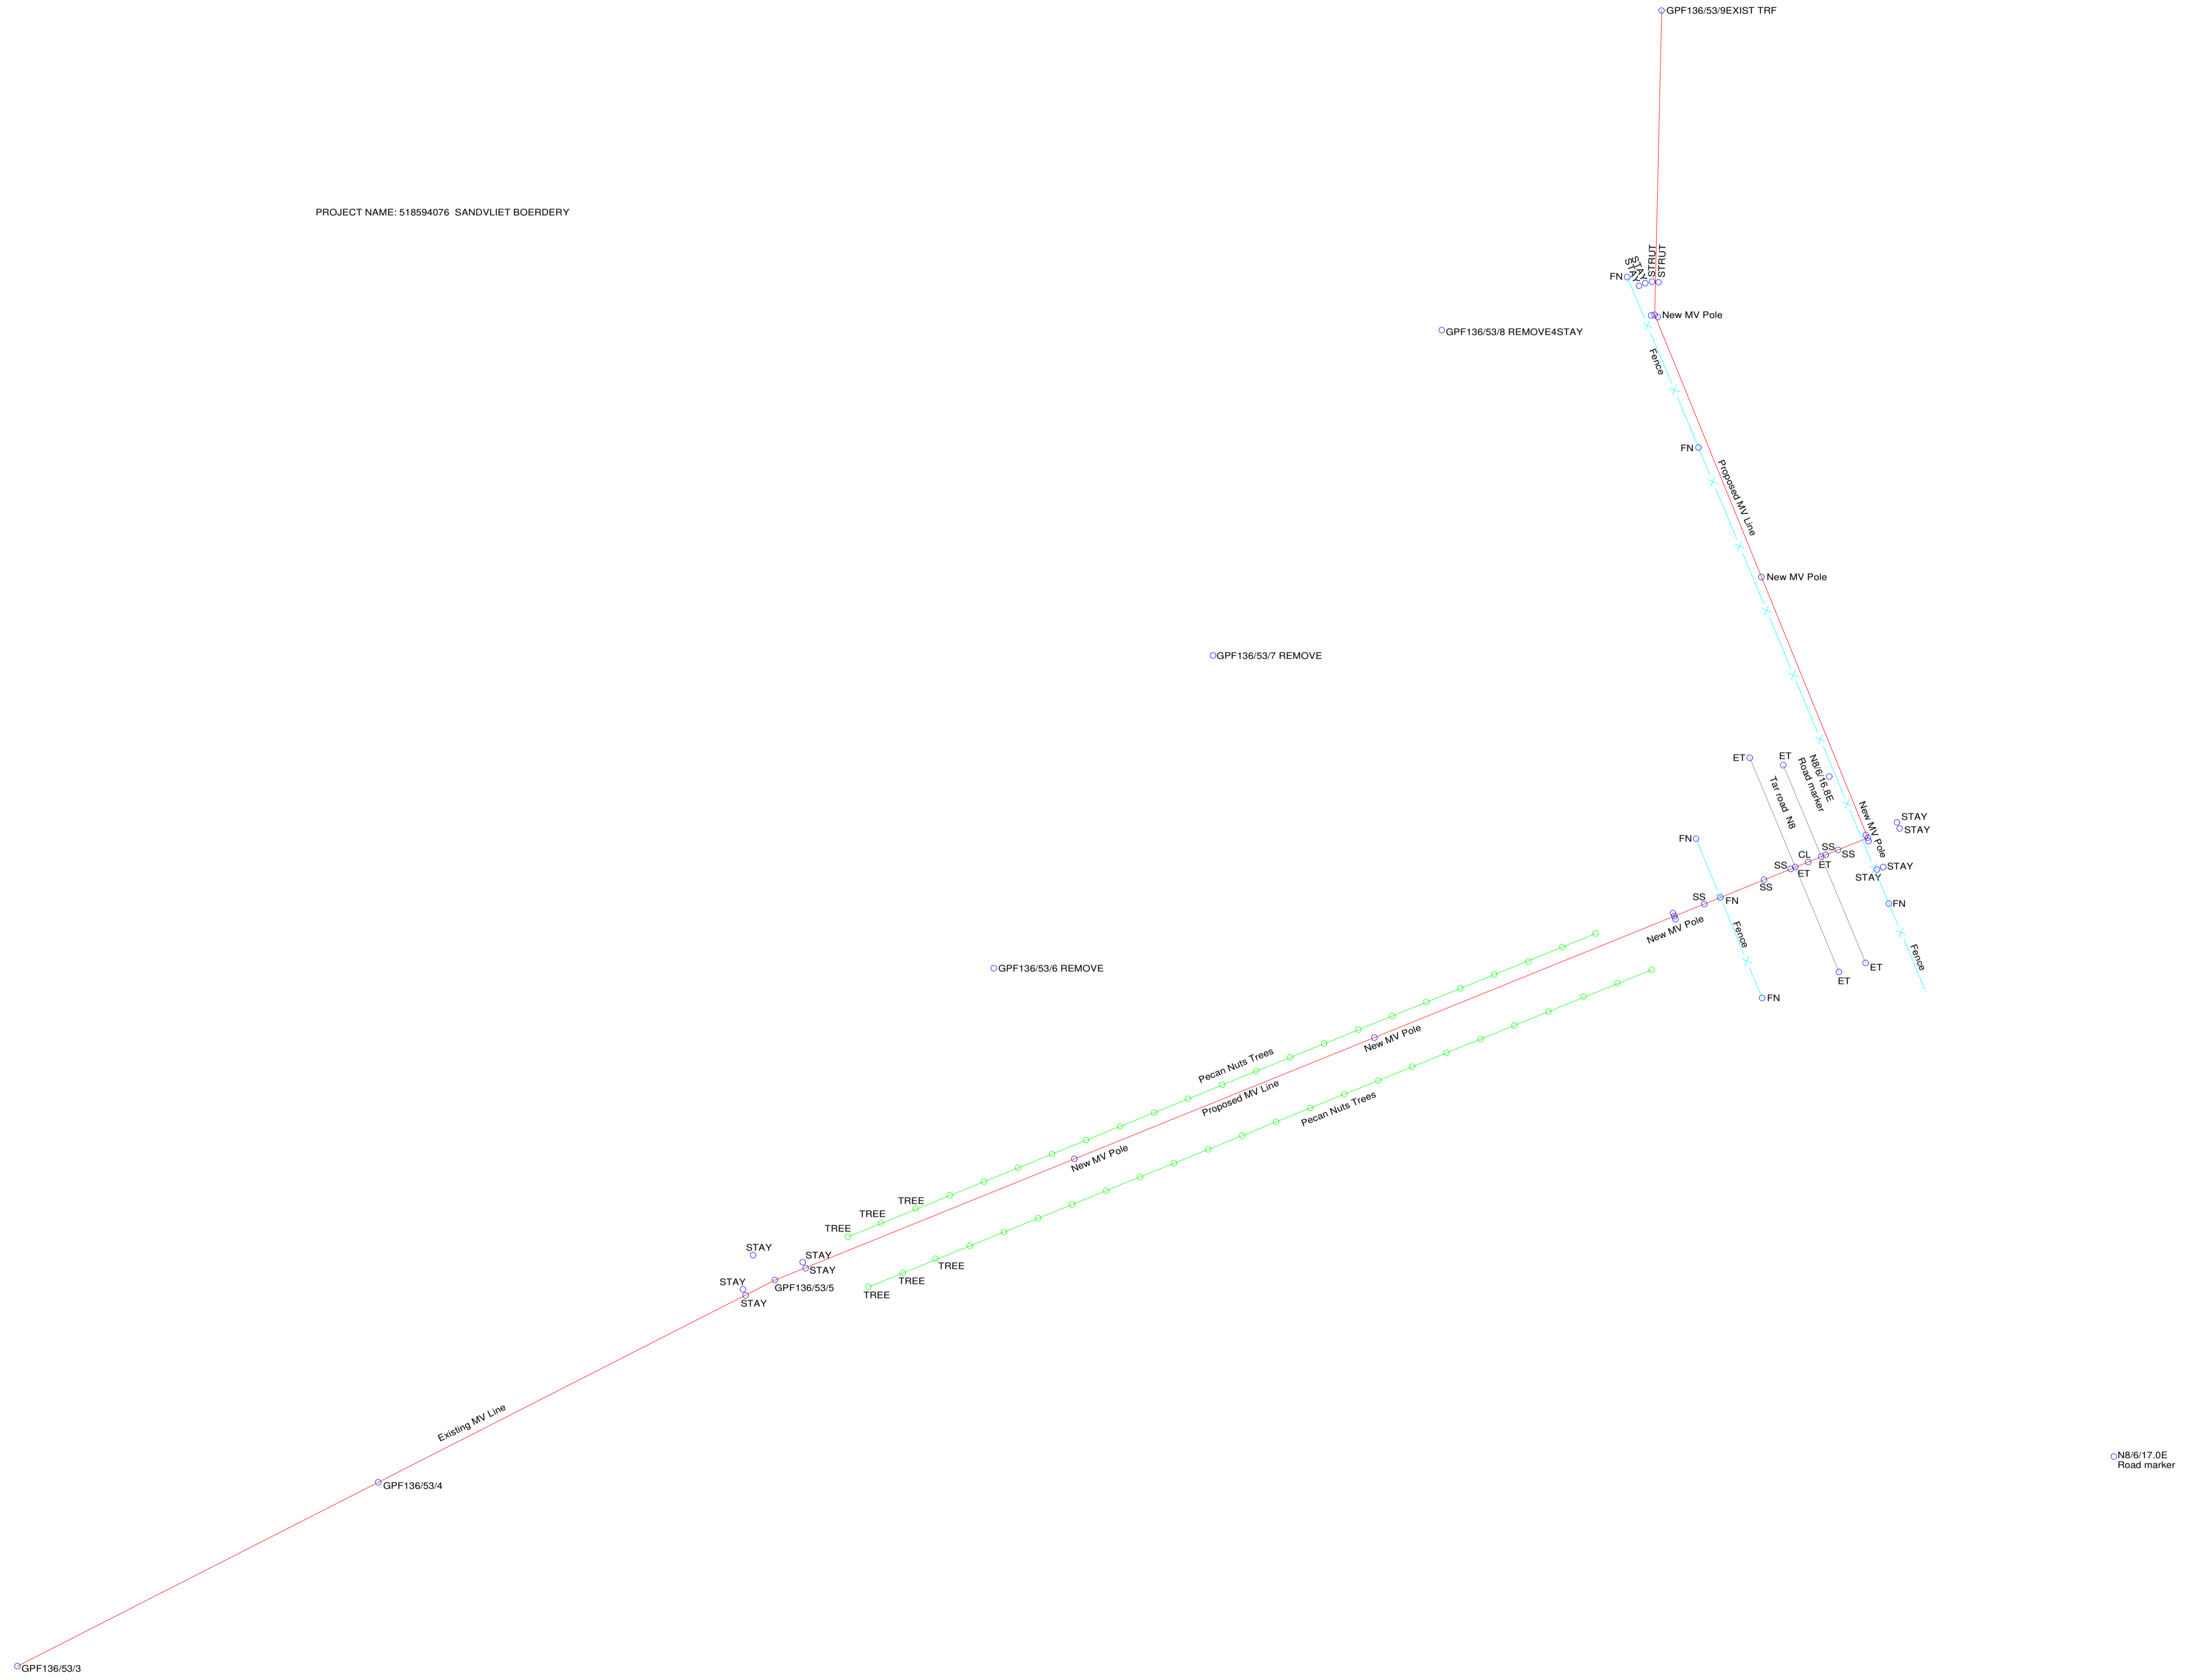 GPF136/53/9EXIST TRF
PROJECT NAME: 518594076  SANDVLIET BOERDERY
STRUT
STRUT
STAY
STAY
FN
New MV Pole
GPF136/53/8 REMOVE4STAY
Fence
FN
Proposed MV Line
New MV Pole
GPF136/53/7 REMOVE
ET
ET
N8/6/16.8E
Road marker
Tar road  N8
New MV Pole
STAY
STAY
FN
SS
SS
CL
ET
SS
ET
STAY
STAY
SS
SS
FN
FN
New MV Pole
Fence
Fence
ET
ET
FN
GPF136/53/6 REMOVE
New MV Pole
Pecan Nuts Trees
Proposed MV Line
Pecan Nuts Trees
New MV Pole
TREE
TREE
TREE
STAY
STAY
STAY
TREE
TREE
TREE
STAY
GPF136/53/5
STAY
Existing MV Line
N8/6/17.0E
Road marker
GPF136/53/4
GPF136/53/3